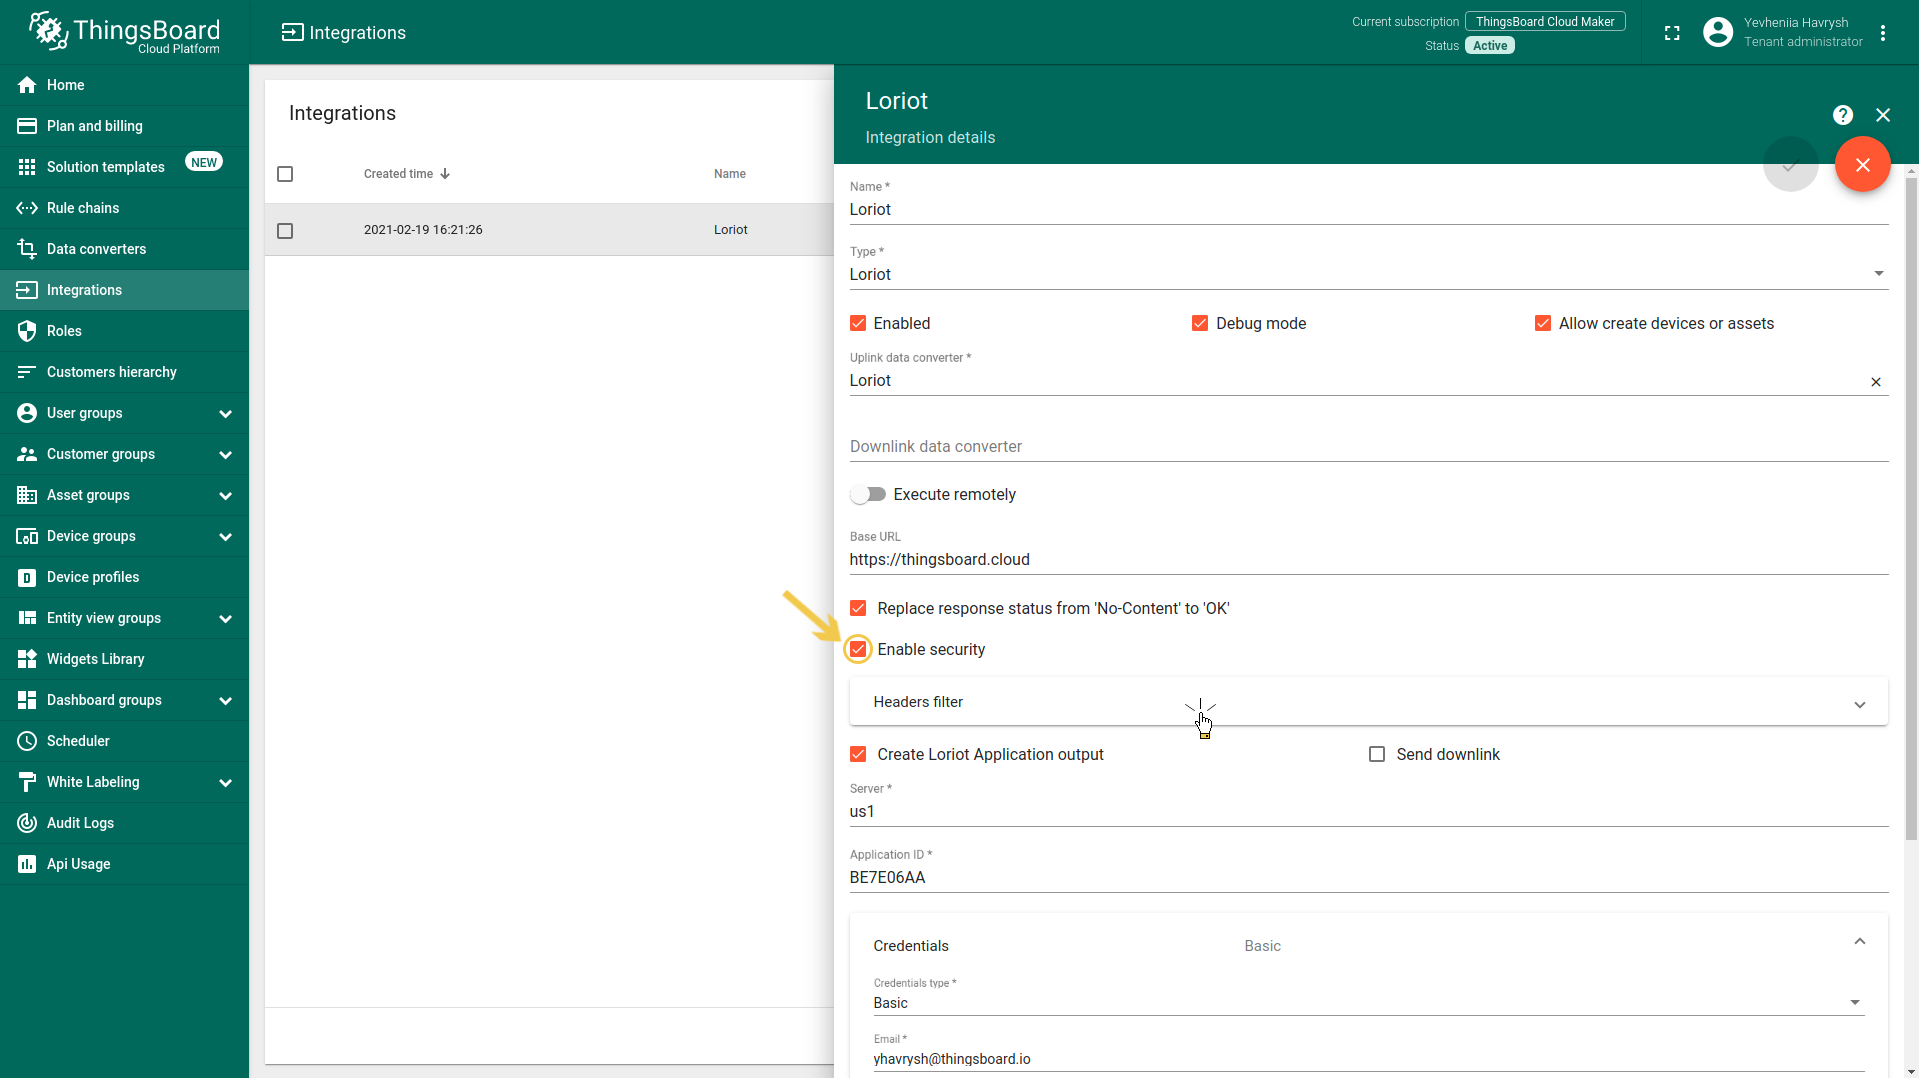 ThingsBoard
Cloud Platform
Integrations
Current subscription ThingsBoard Cloud Maker
Status Active
Yevheniia Havrysh
Tenant administrator
Home
Plan and billing
Solution templates NEW
Rule chains
Data converters
Integrations
Roles
Customers hierarchy
User groups
Customer groups
Asset groups
Device groups
Device profiles
Entity view groups
Widgets Library
Dashboard groups
Scheduler
White Labeling
Audit Logs
Api Usage
Integrations
Created time Name
2021-02-19 16:21:26 Loriot
Loriot
Integration details
Name *
Loriot
Type *
Loriot
Enabled Debug mode Allow create devices or assets
Uplink data converter *
Loriot
Downlink data converter
Execute remotely
Base URL
https://thingsboard.cloud
Replace response status from 'No-Content' to 'OK'
Enable security
Headers filter
Create Loriot Application output Send downlink
Server *
us1
Application ID *
BE7E06AA
Credentials Basic
Credentials type *
Basic
Email *
yhavrysh@thingsboard.io